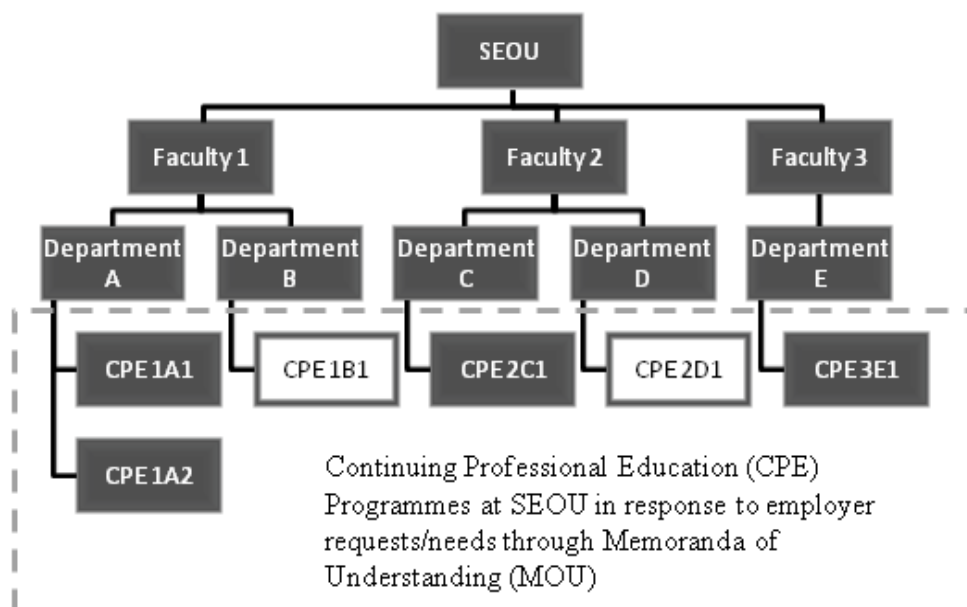 SEOU
Faculty 1
Faculty 2
Faculty 3
Department
A
Department
B
Department
C
Department
D
Department
E
CPE1A1
CPE1B1
CPE2C1
CPE2D1
CPE3E1
CPE1A2
Continuing Professional Education (CPE)
Programmes at SEOU in response to employer
requests/needs through Memoranda of
Understanding (MOU)